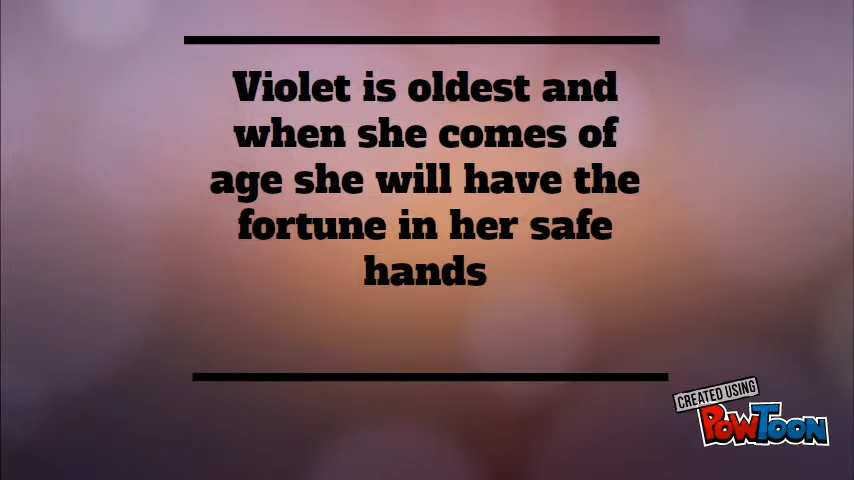 Violet is oldest and
when she comes of
age she will have the
fortune in her safe
hands
CREATED USING
POWTOON